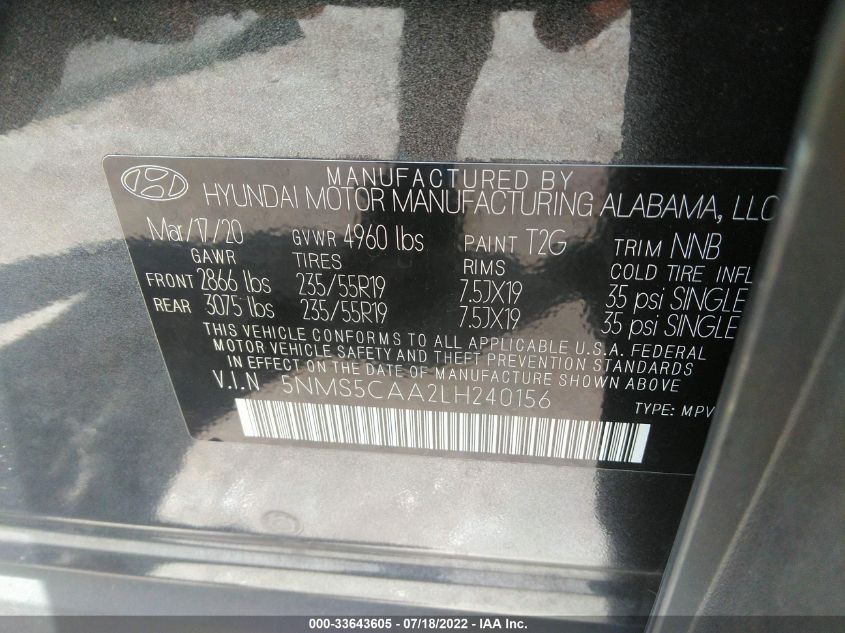 MANUFACTURED BY
HYUNDAI MOTOR MANUFACTURING ALABAMA, LLC
Mar/17/20 GVWR 4960 lbs PAINT T2G TRIM NNB
GAWR TIRES RIMS COLD TIRE INFL
FRONT 2866 lbs 235/55R19 7.5JX19 35 psi SINGLE
REAR 3075 lbs 235/55R19 7.5JX19 35 psi SINGLE
THIS VEHICLE CONFORMS TO ALL APPLICABLE U.S.A. FEDERAL
MOTOR VEHICLE SAFETY AND THEFT PREVENTION STANDARDS
IN EFFECT ON THE DATE OF MANUFACTURE SHOWN ABOVE
V.I.N 5NMS5CAA2LH240156
TYPE: MPV
000-33643605 - 07/18/2022 - IAA Inc.